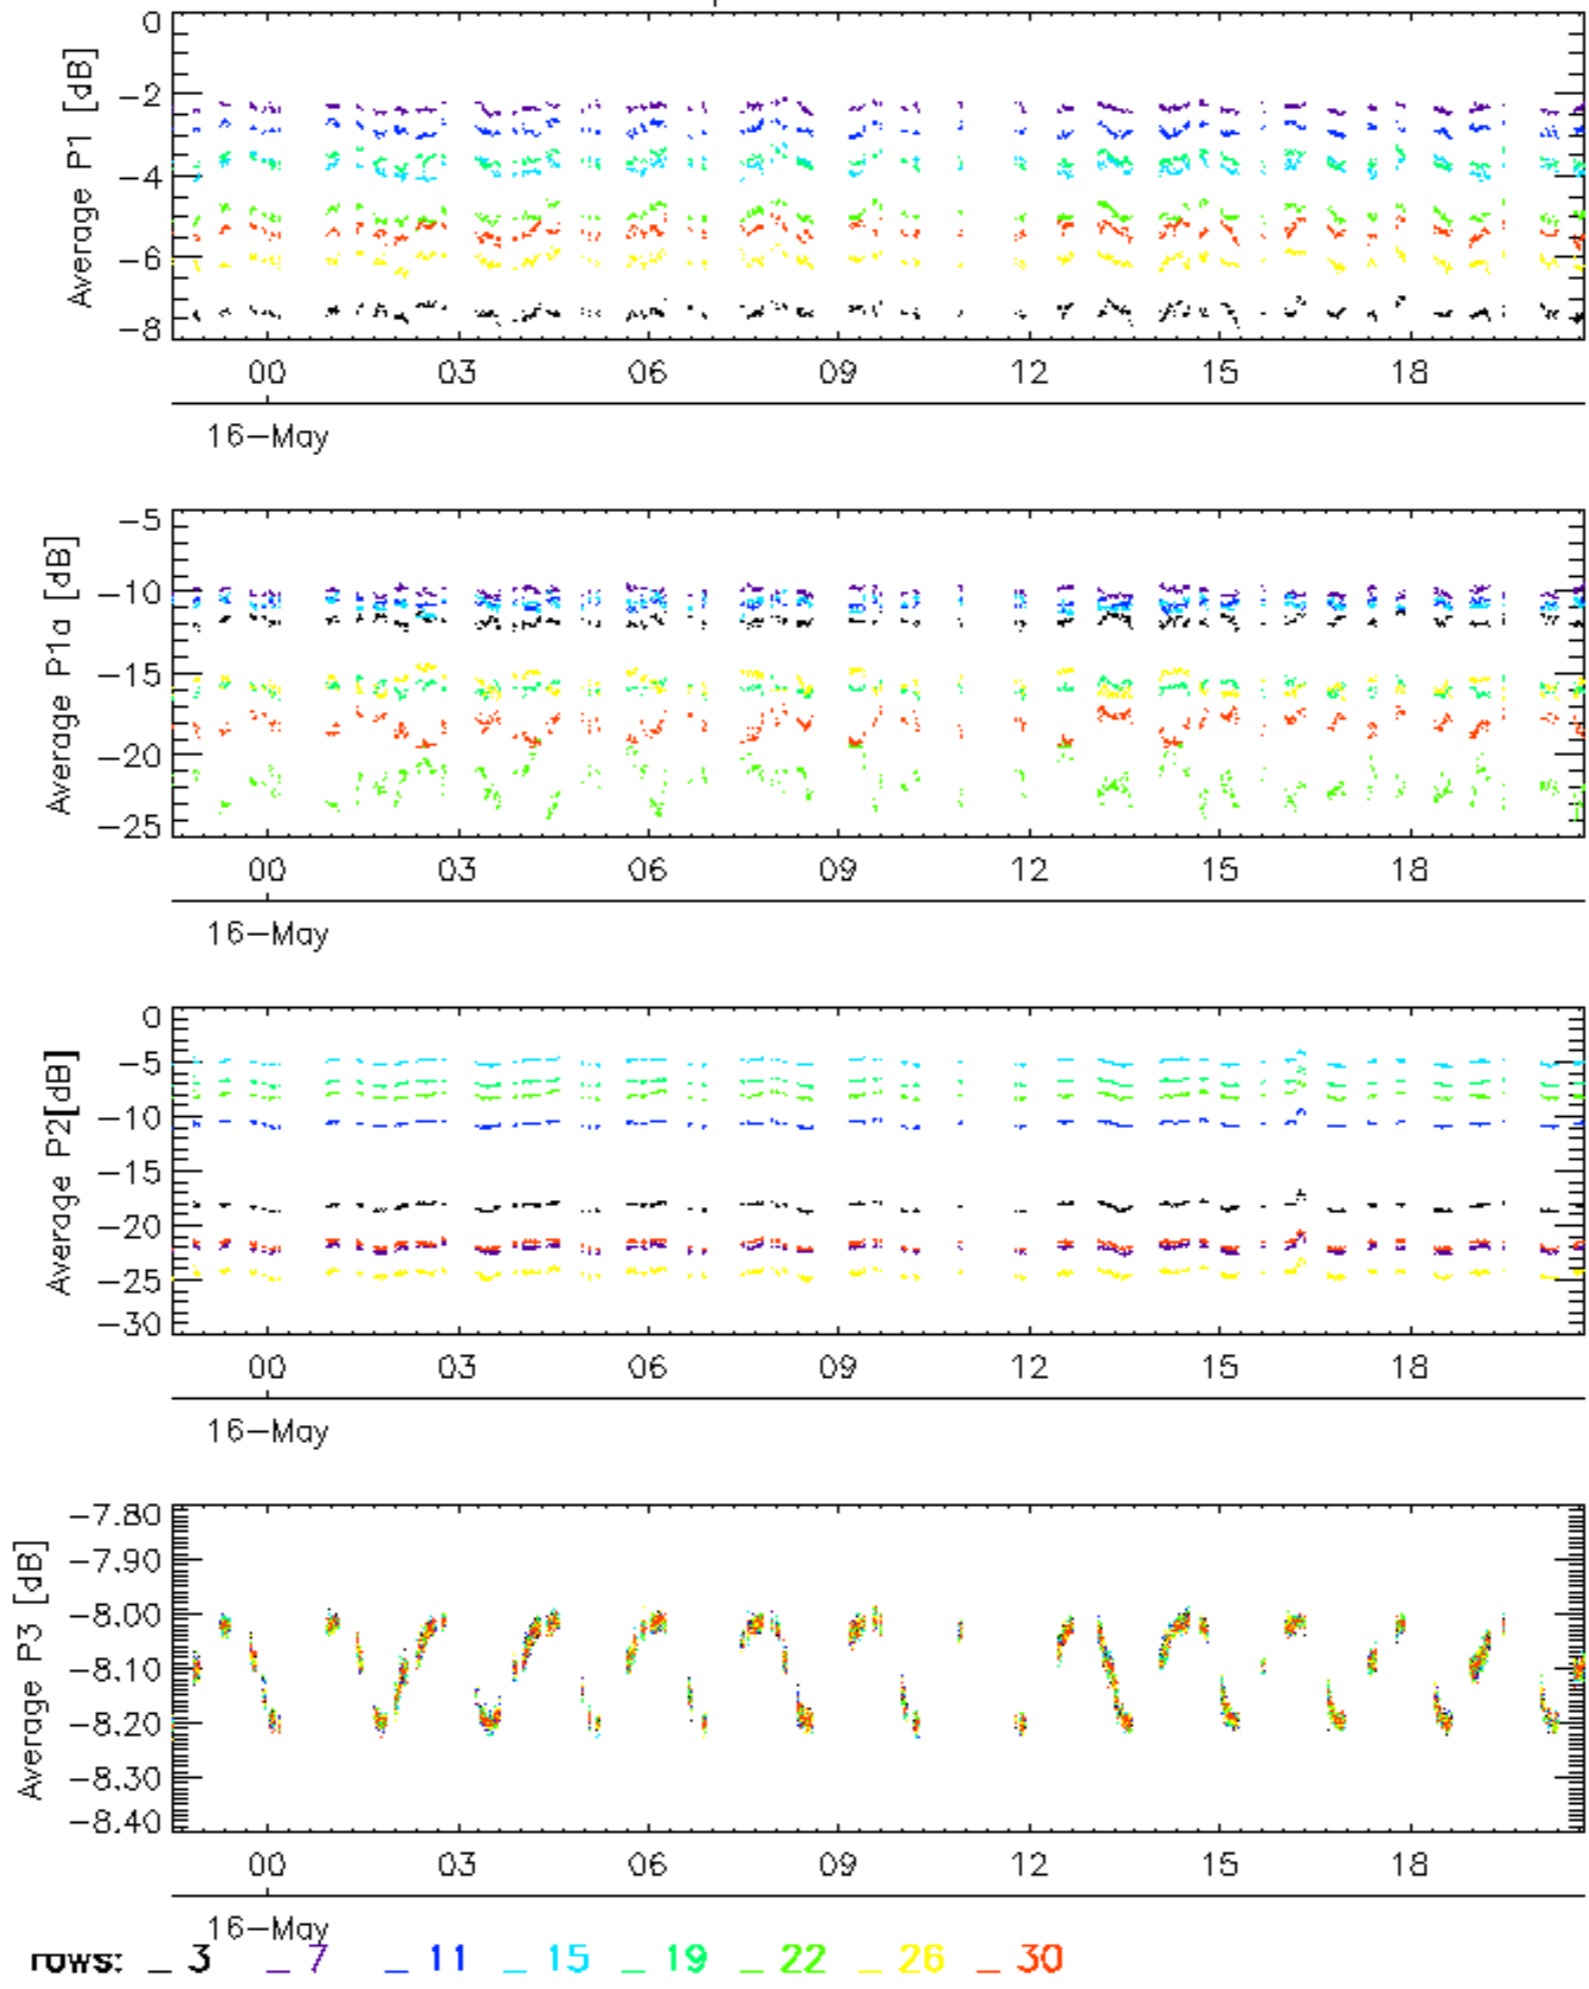 Average P1 [dB]
0
−2
−4
−6
−8
00 03 06 09 12 15 18
16−May
Average P1a [dB]
−5
−10
−15
−20
−25
00 03 06 09 12 15 18
16−May
Average P2[dB]
0
−5
−10
−15
−20
−25
−30
00 03 06 09 12 15 18
16−May
Average P3 [dB]
−7.80
−7.90
−8.00
−8.10
−8.20
−8.30
−8.40
00 03 06 09 12 15 18
16−May
rows: _ 3 _ 7 _ 11 _ 15 _ 19 _ 22 _ 26 _ 30